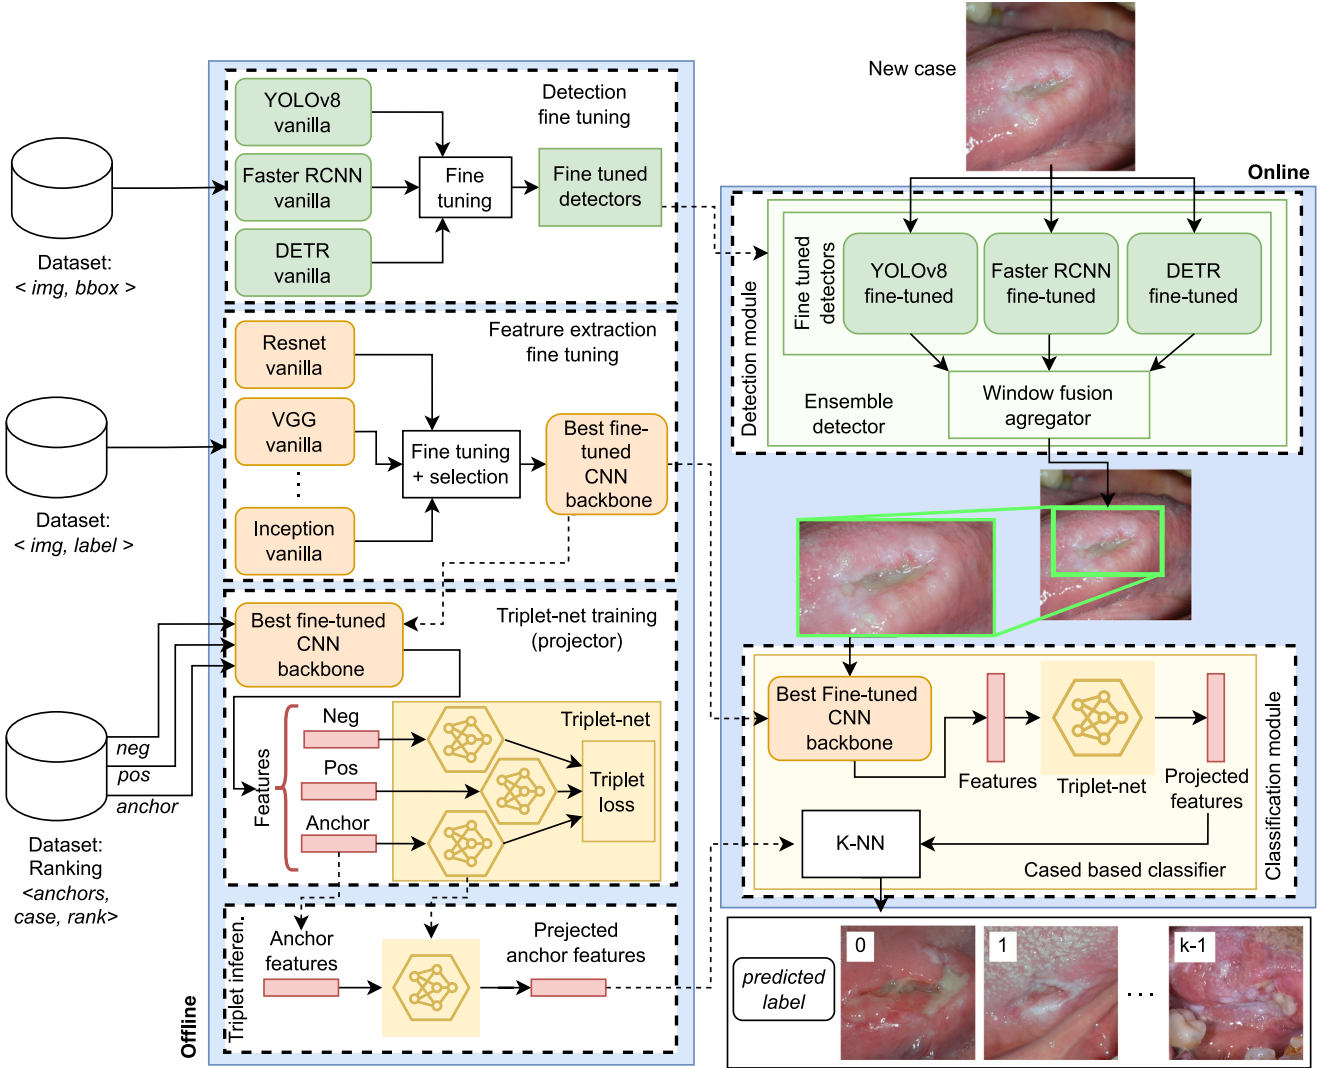 New case
Online
Offline
Dataset:
< img, bbox >
YOLOv8
vanilla
Faster RCNN
vanilla
DETR
vanilla
Fine
tuning
Detection
fine tuning
Fine tuned
detectors
Dataset:
< img, label >
Resnet
vanilla
VGG
vanilla
Inception
vanilla
Featrure extraction
fine tuning
Fine tuning
+ selection
Best fine-
tuned
CNN
backbone
Dataset:
Ranking
<anchors,
case, rank>
neg
pos
anchor
Best fine-tuned
CNN
backbone
Triplet-net training
(projector)
Features
Neg
Pos
Anchor
Triplet-net
Triplet
loss
Triplet inferen.
Anchor
features
Prejected
anchor features
Detection module
Fine tuned
detectors
YOLOv8
fine-tuned
Faster RCNN
fine-tuned
DETR
fine-tuned
Ensemble
detector
Window fusion
agregator
Classification module
Best Fine-tuned
CNN
backbone
Features
Triplet-net
Projected
features
K-NN
Cased based classifier
predicted
label
0
1
. . .
k-1